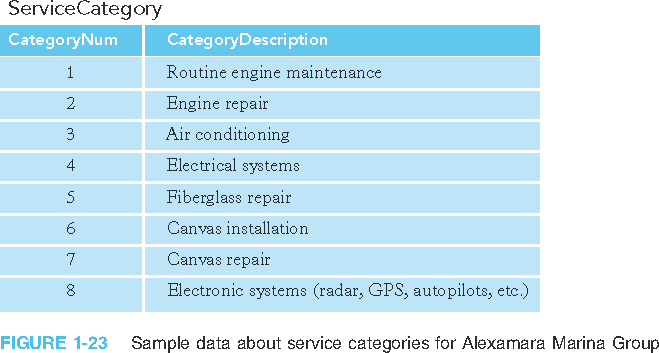 ServiceCategory
CategoryNum CategoryDescription
1 Routine engine maintenance
2 Engine repair
3 Air conditioning
4 Electrical systems
5 Fiberglass repair
6 Canvas installation
7 Canvas repair
8 Electronic systems (radar, GPS, autopilots, etc.)
FIGURE 1-23 Sample data about service categories for Alexamara Marina Group